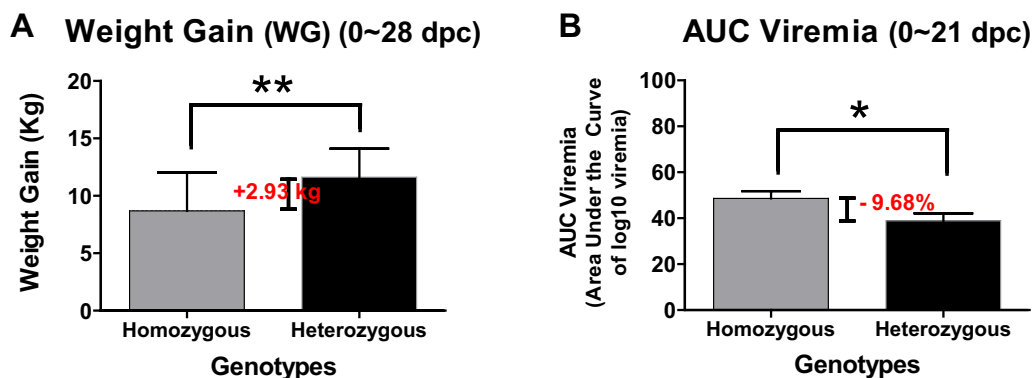 A Weight Gain (WG) (0~28 dpc)
Weight Gain (Kg)
20
15
10
5
0
**
+2.93 kg
Homozygous Heterozygous
Genotypes
B AUC Viremia (0~21 dpc)
AUC Viremia
(Area Under the Curve
of log10 viremia)
100
80
60
40
20
0
*
- 9.68%
Homozygous Heterozygous
Genotypes